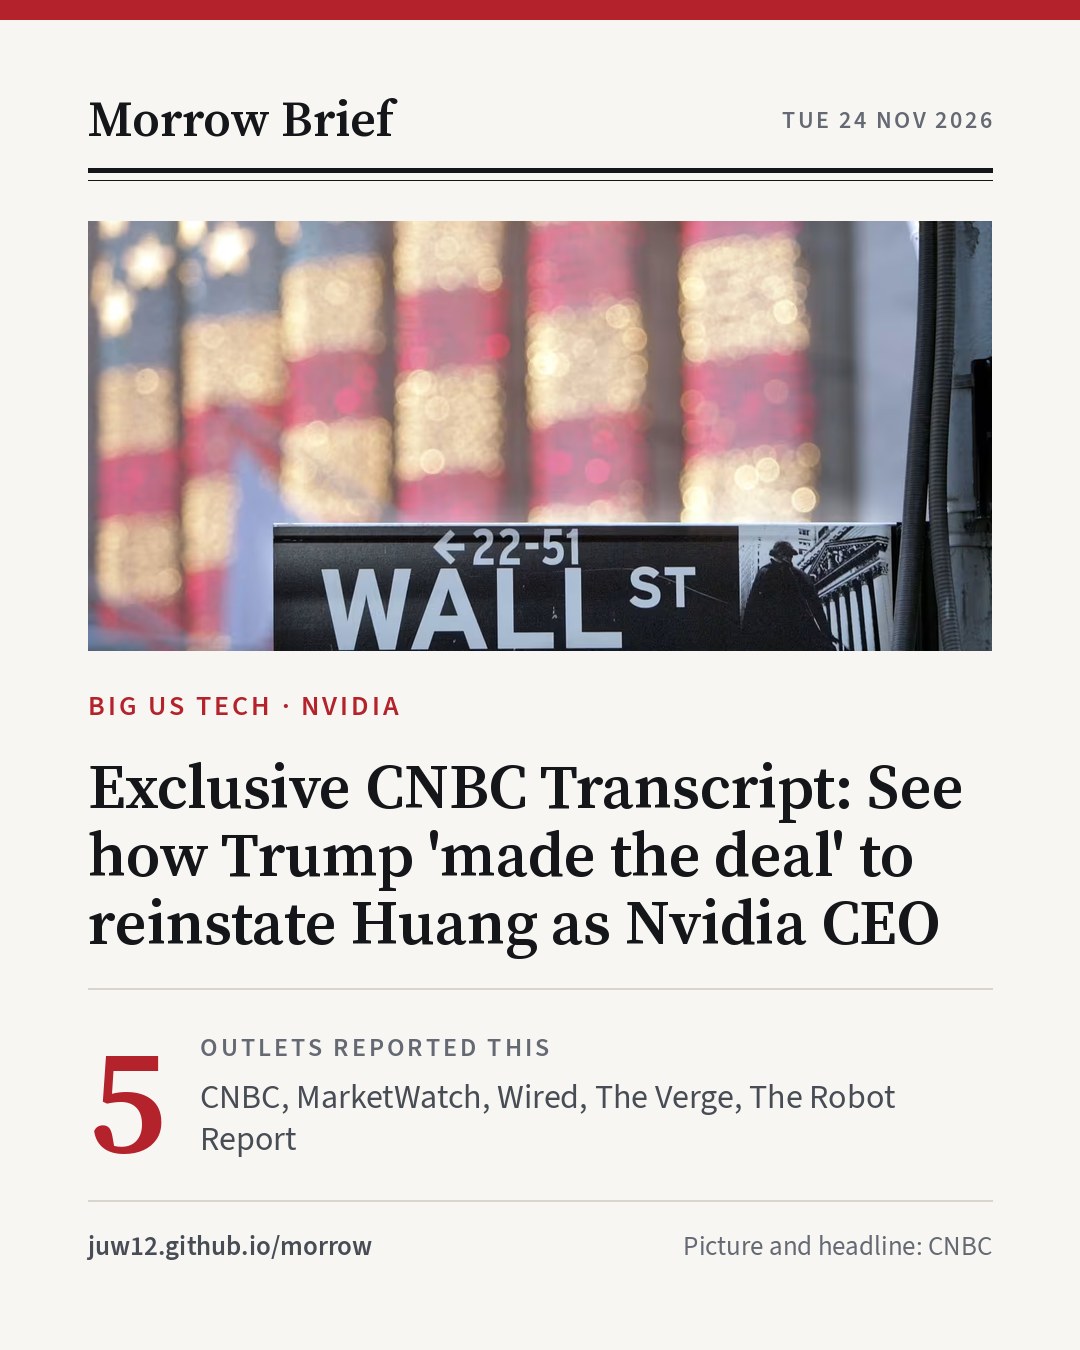 Morrow Brief
TUE 24 NOV 2026
←22-51
WALL ST
BIG US TECH · NVIDIA
Exclusive CNBC Transcript: See
how Trump 'made the deal' to
reinstate Huang as Nvidia CEO
5
OUTLETS REPORTED THIS
CNBC, MarketWatch, Wired, The Verge, The Robot
Report
juw12.github.io/morrow
Picture and headline: CNBC